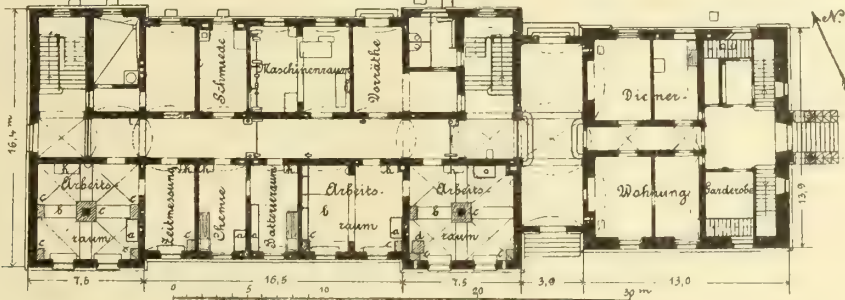 N.
Schmiede
Maschinenraum
Vorräthe
Diener-
16,4 m
Arbeits-
raum
Zeitmessung
Chemie
Batterieraum
Arbeits-
raum
Arbeits-
raum
Wohnung
Garderobe
13,9
h h h h h h
c b c c b c
b
a a a
d
7,5 16,5 7,5 3,9 13,0
0 5 10 20 30 m